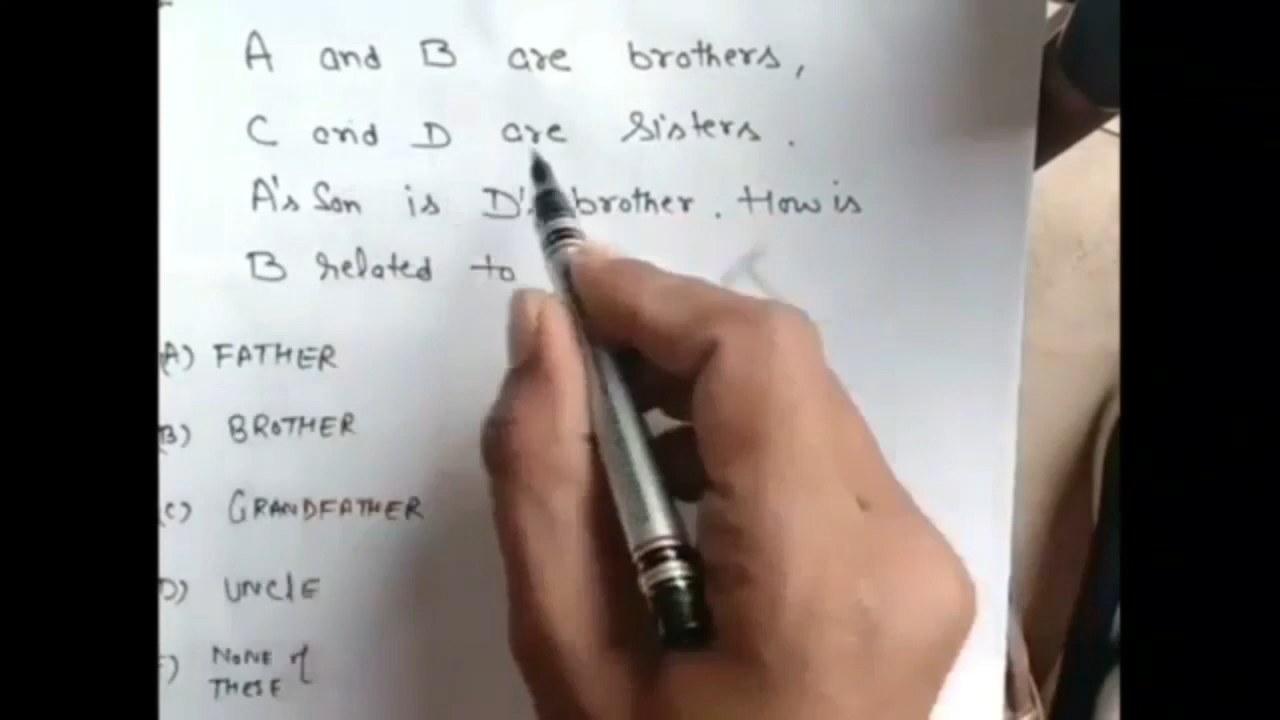 A and B are brothers,
C and D are Sisters.
A's Son is D's brother. How is
B related to
A) FATHER
B) BROTHER
(C) GRANDFATHER
D) UNCLE
) NONE of
THESE